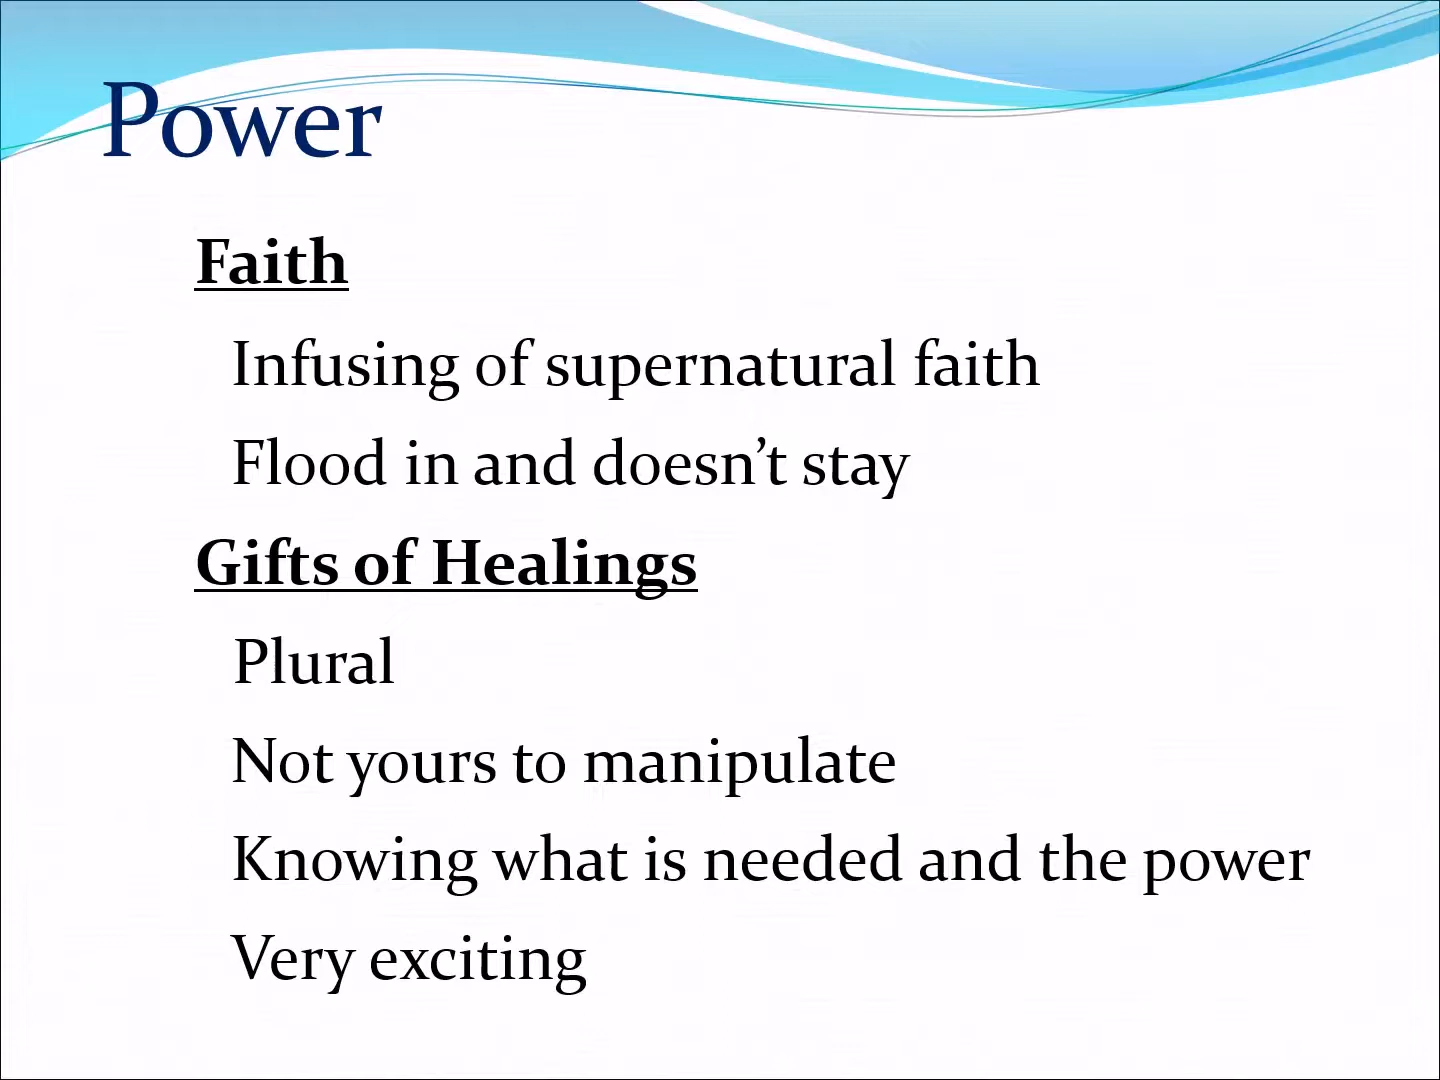 Power
Faith
Infusing of supernatural faith
Flood in and doesn’t stay
Gifts of Healings
Plural
Not yours to manipulate
Knowing what is needed and the power
Very exciting